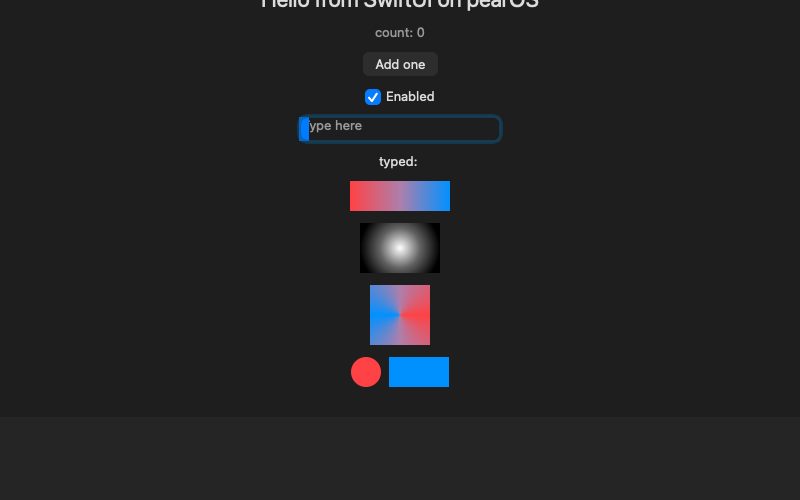 Hello from SwiftUI on pearOS
count: 0
Add one
Enabled
ype here
typed: